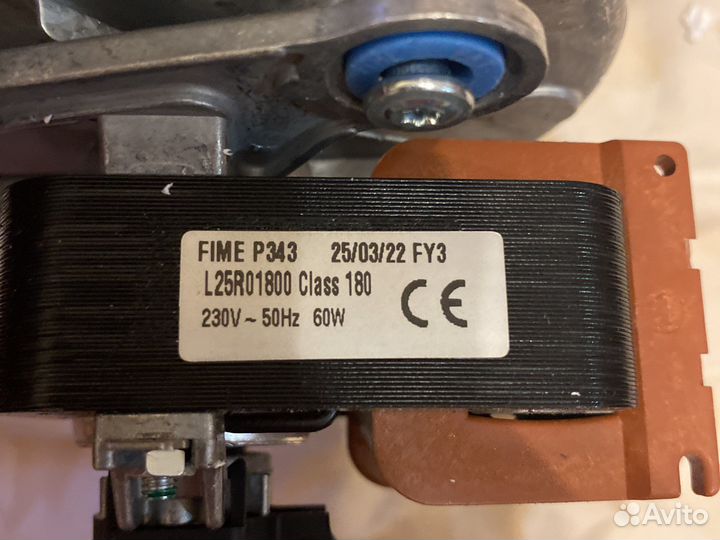 FIME P343 25/03/22 FY3
L25R01800 Class 180
230V ~ 50Hz 60W
CE
Avito